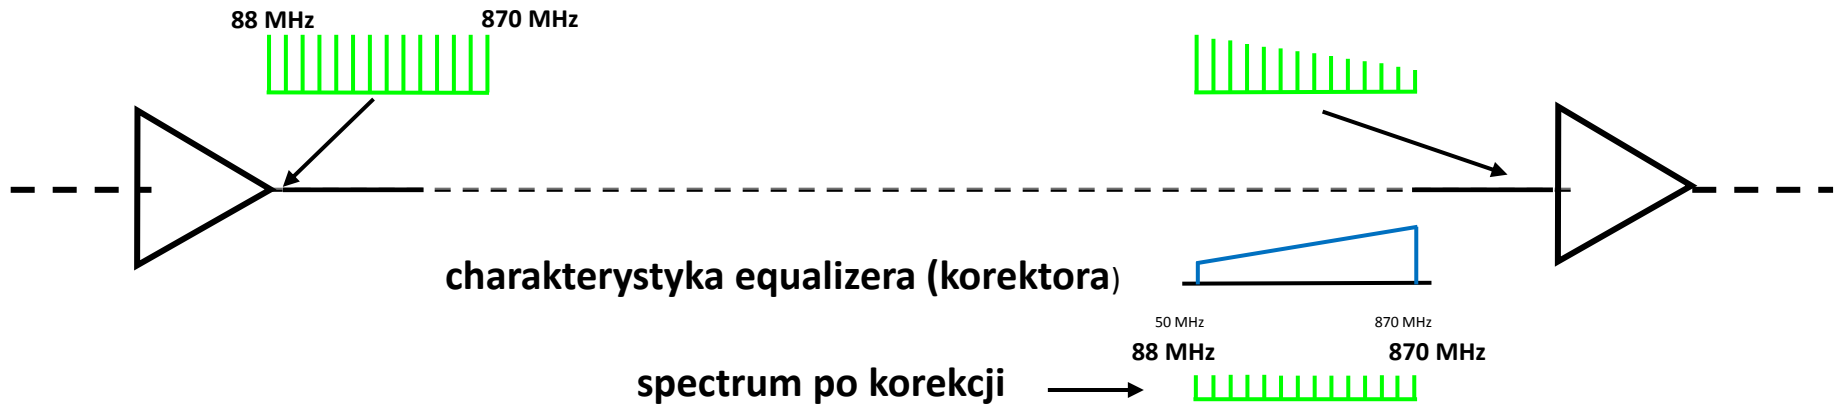 88 MHz 870 MHz
charakterystyka equalizera (korektora)
50 MHz 870 MHz
88 MHz 870 MHz
spectrum po korekcji